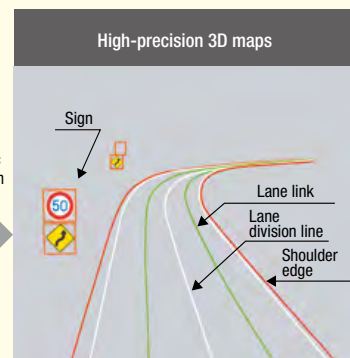 High-precision 3D maps
Sign
50
Lane link
Lane
division line
Shoulder
edge